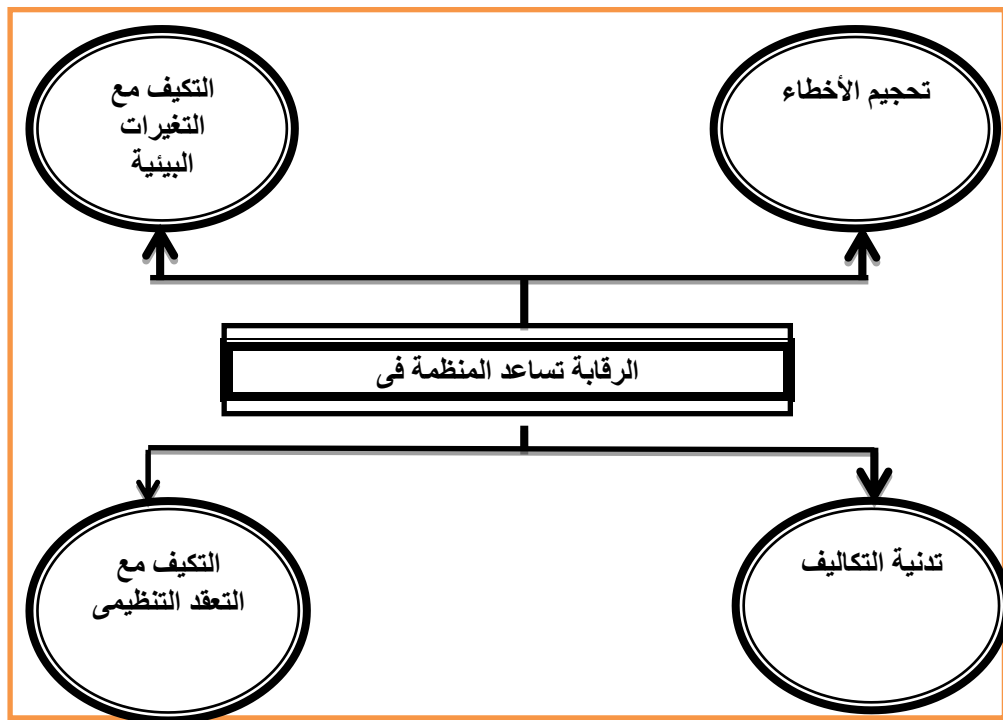 تحجيم الأخطاء
التكيف مع
التغيرات
البيئية
الرقابة تساعد المنظمة فى
تدنية التكاليف
التكيف مع
التعقد التنظيمى